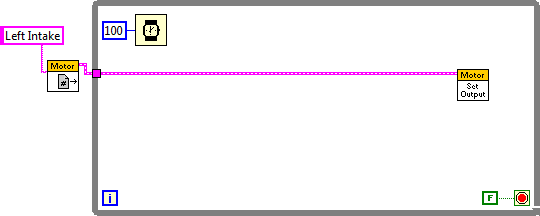 100
Left Intake
Motor
#
Motor
Set
Output
i
F